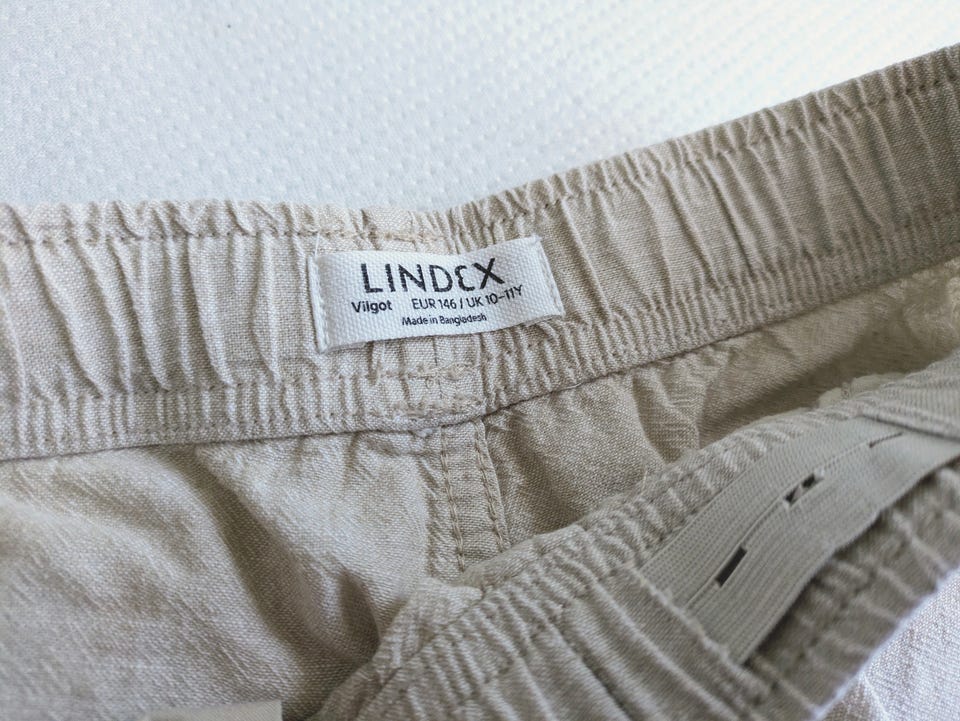 LINDEX
Vilgot EUR 146 / UK 10-11Y
Made in Bangladesh